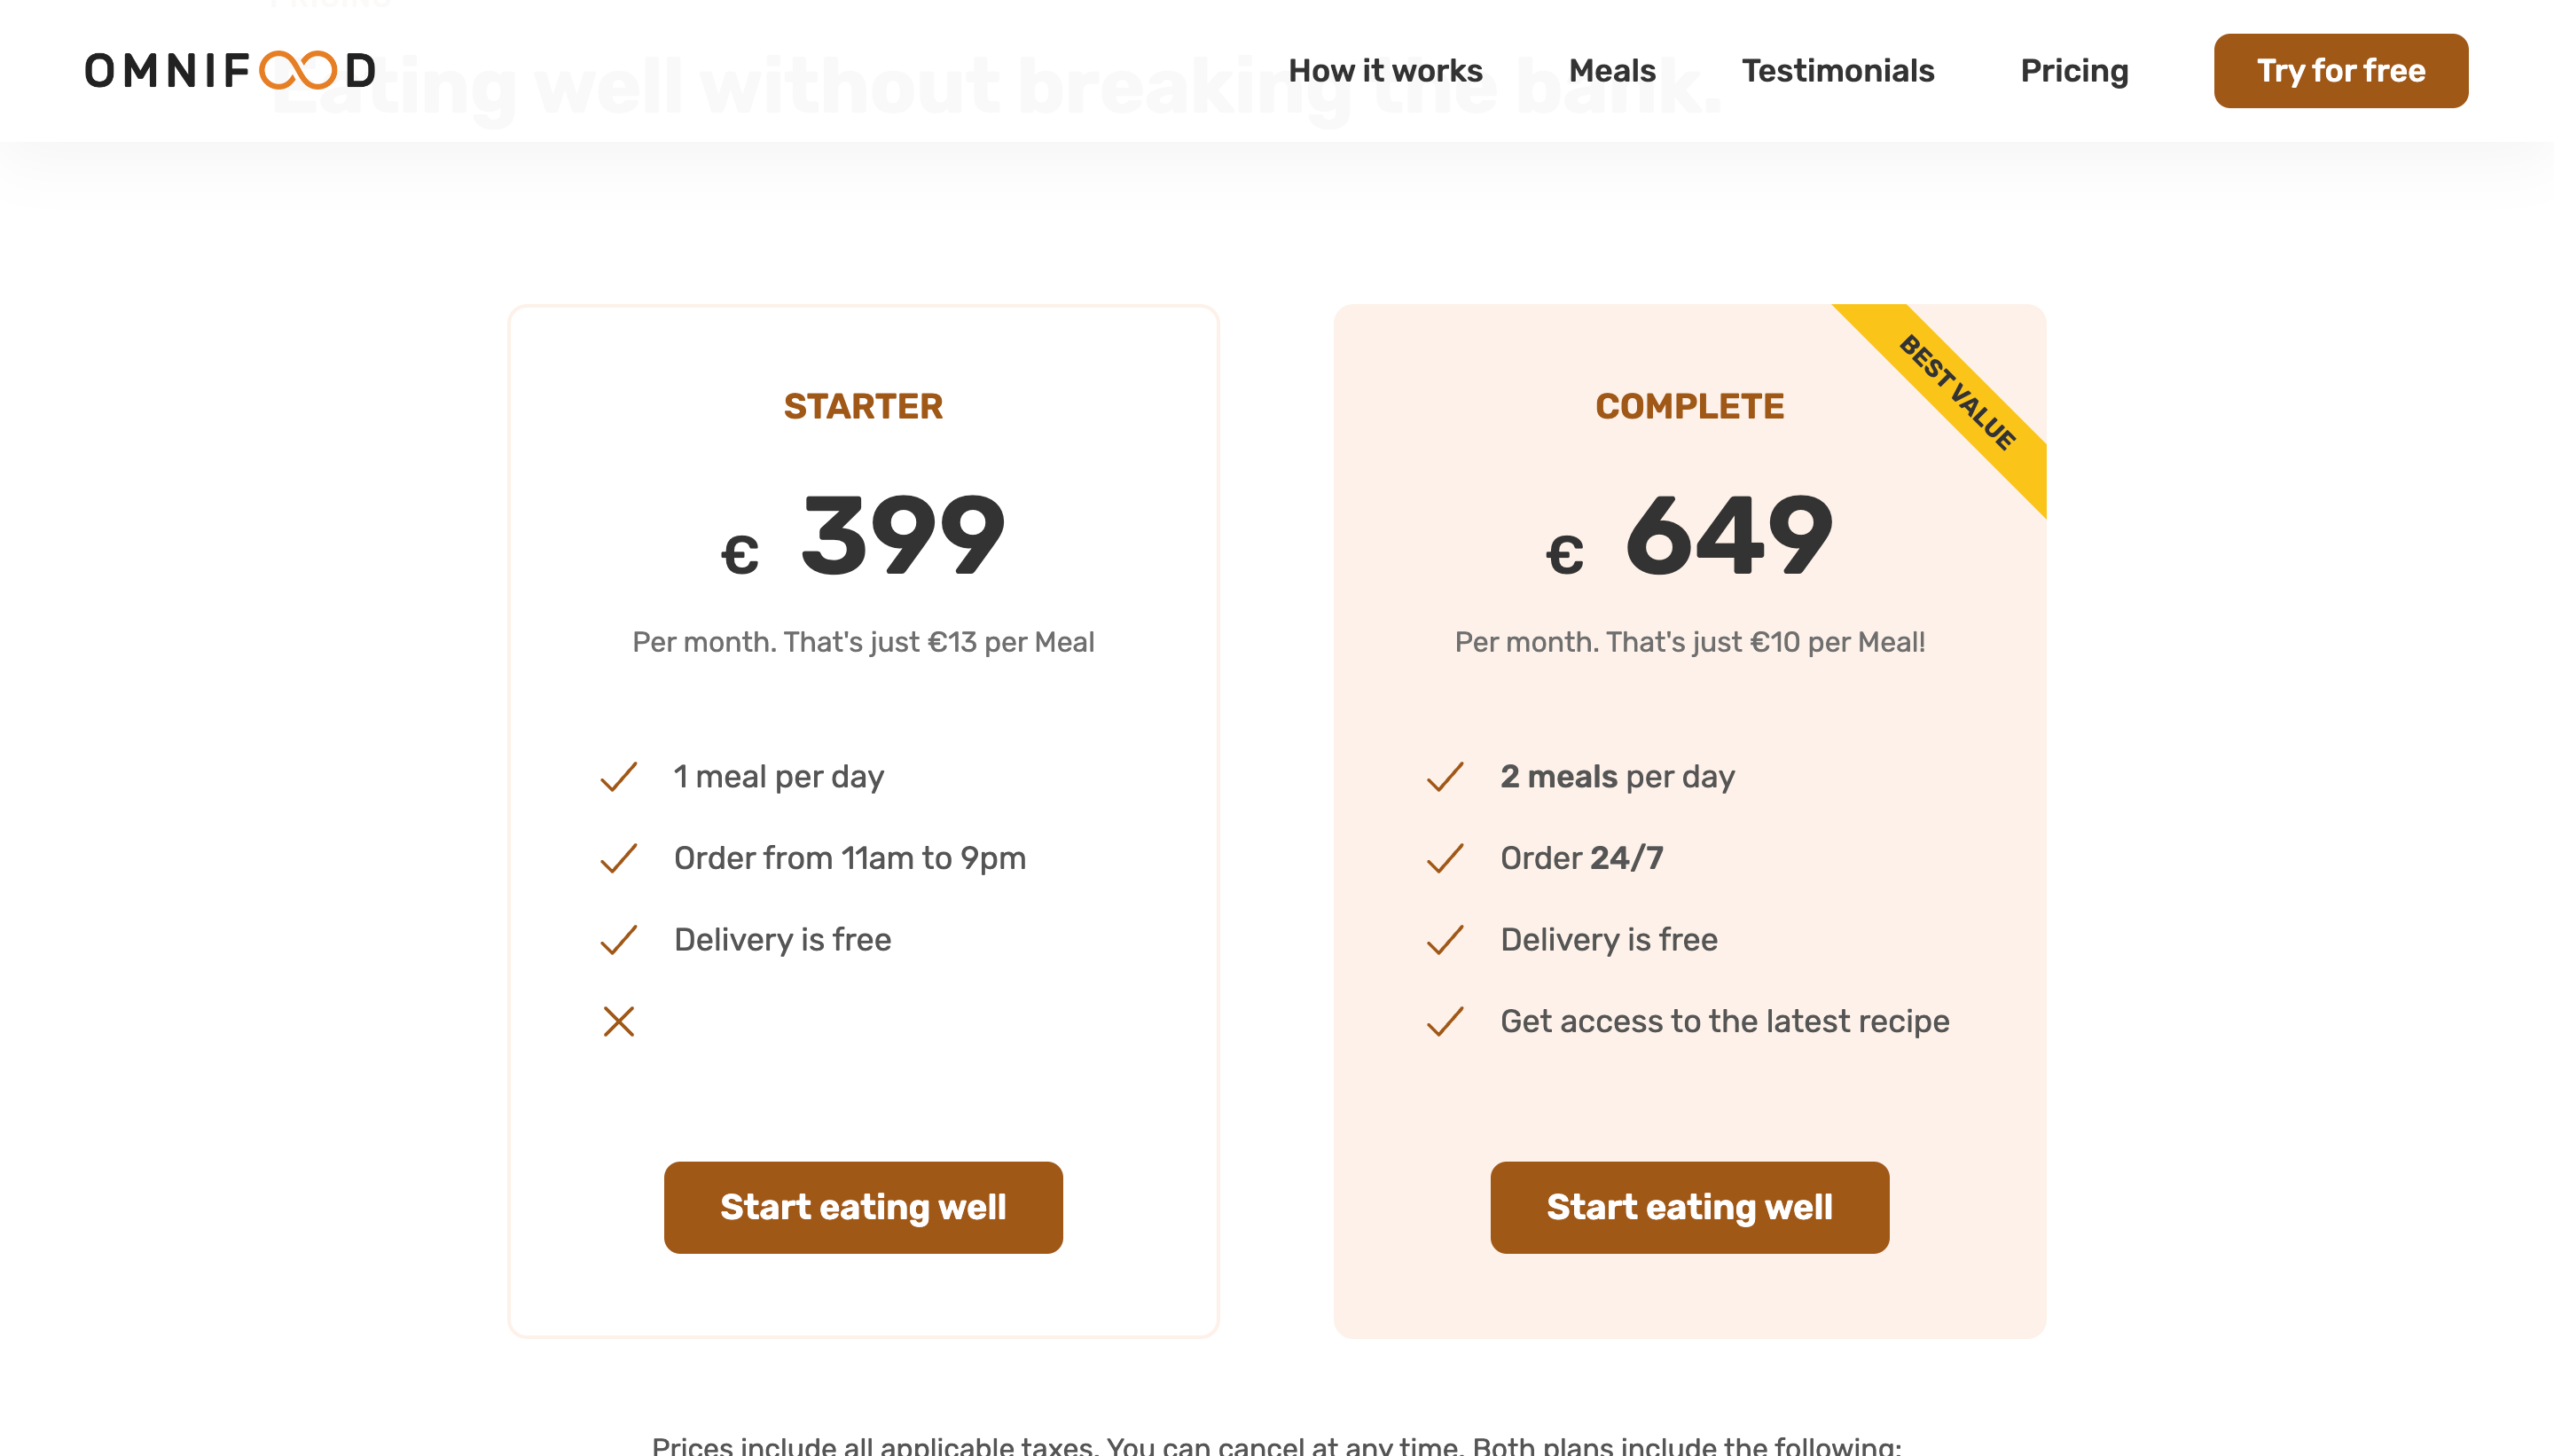 OMNIFOOD
How it works
Meals
Testimonials
Pricing
Try for free
Eating well without breaking the bank.
STARTER
€ 399
Per month. That's just €13 per Meal
1 meal per day
Order from 11am to 9pm
Delivery is free
Start eating well
BEST VALUE
COMPLETE
€ 649
Per month. That's just €10 per Meal!
2 meals per day
Order 24/7
Delivery is free
Get access to the latest recipe
Start eating well
Prices include all applicable taxes. You can cancel at any time. Both plans include the following: